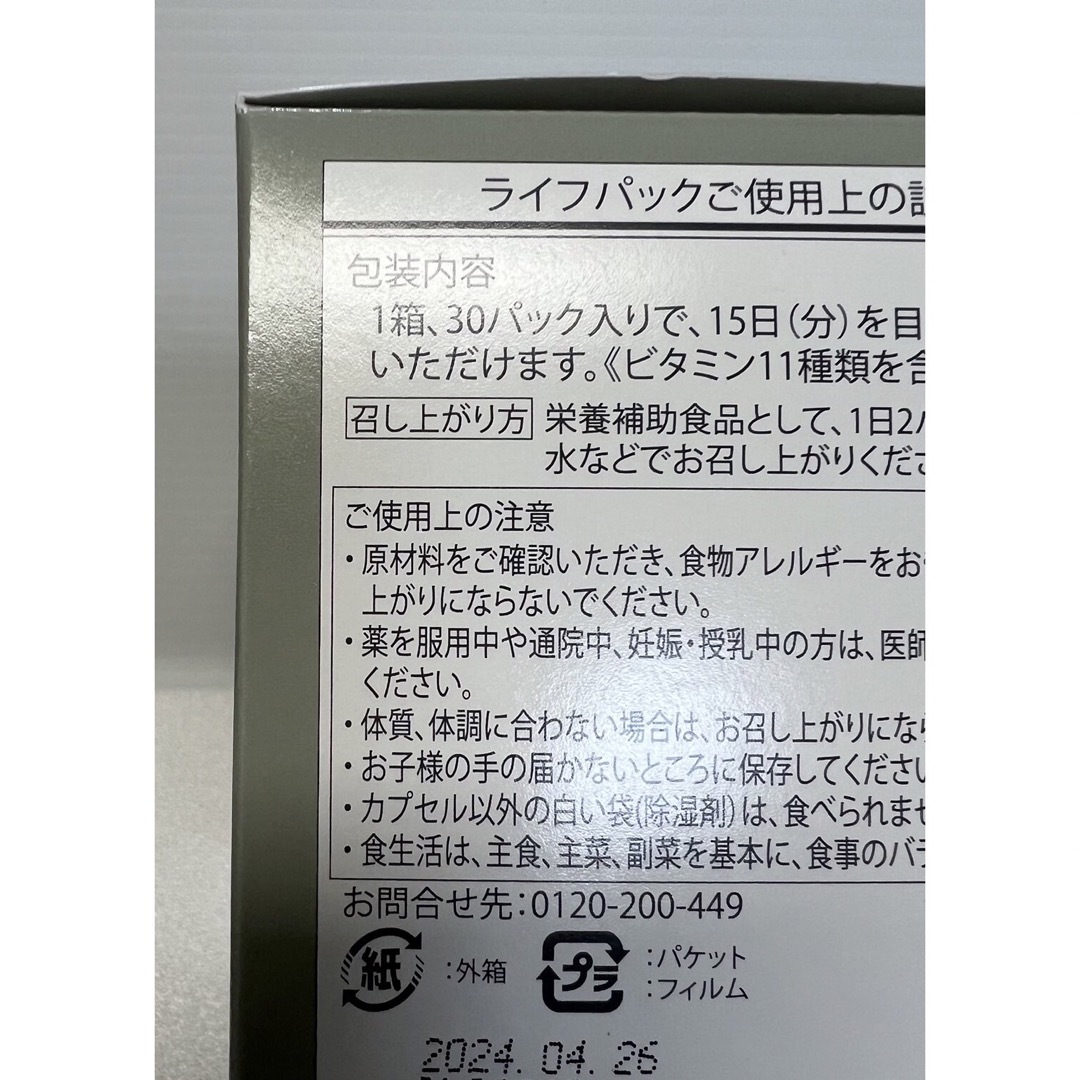 ライフパックご使用上の
包装内容
1箱、30パック入りで、15日（分）を目
いただけます。《ビタミン11種類を含
召し上がり方 栄養補助食品として、1日2パ
水などでお召し上がりくださ
ご使用上の注意
・原材料をご確認いただき、食物アレルギーをお
上がりにならないでください。
・薬を服用中や通院中、妊娠・授乳中の方は、医師
ください。
・体質、体調に合わない場合は、お召し上がりになら
・お子様の手の届かないところに保存してください
・カプセル以外の白い袋(除湿剤)は、食べられませ
・食生活は、主食、主菜、副菜を基本に、食事のバラ
お問合せ先：0120-200-449
紙 ：外箱 プラ ：パケット
：フィルム
2024. 04. 26